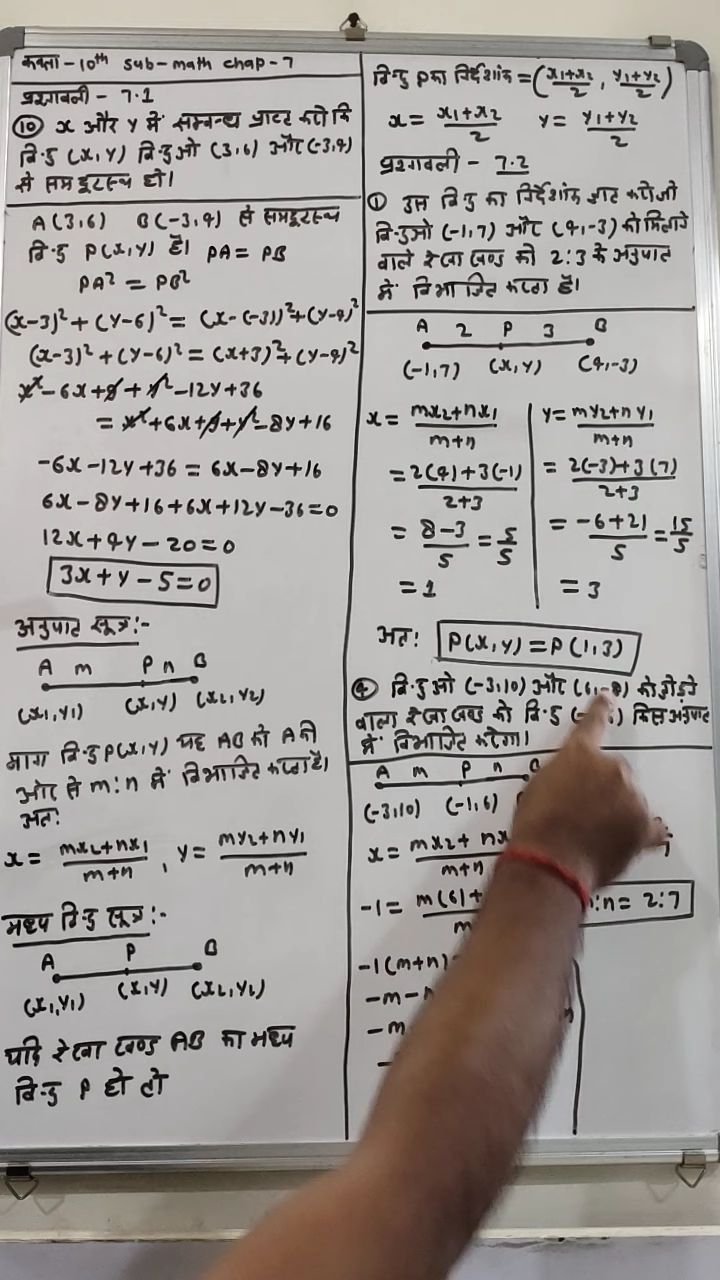 कक्षा - 10th sub - math chap - 7
प्रश्नावली - 7.1
(10) x और y में सम्बन्ध प्राप्त करो कि
बिन्दु (x, y) बिन्दुओ (3,6) और (-3,4)
से समदूरस्थ हो।
A (3,6) B (-3,4) से समदूरस्थ
बिन्दु P(x,y) है। PA = PB
PA² = PB²
(x-3)² + (y-6)² = (x-(-3))² + (y-4)²
(x-3)² + (y-6)² = (x+3)² + (y-4)²
x² - 6x + 9 + y² - 12y + 36
= x² + 6x + 9 + y² - 8y + 16
-6x - 12y + 36 = 6x - 8y + 16
6x - 8y + 16 + 6x + 12y - 36 = 0
12x + 4y - 20 = 0
3x + y - 5 = 0
अनुपात सूत्र :-
A m P n B
(x1, y1) (x, y) (x2, y2)
माना बिन्दु P(x,y) यह AB को A की
ओर से m:n में विभाजित करता है।
अतः
x = mx2 + nx1 / m+n , y = my2 + ny1 / m+n
मध्य बिन्दु सूत्र :-
A P B
(x1, y1) (x, y) (x2, y2)
यदि रेखा खण्ड AB का मध्य
बिन्दु P हो तो
बिन्दु P का निर्देशांक = (x1+x2 / 2 , y1+y2 / 2)
x = x1+x2 / 2 y = y1+y2 / 2
प्रश्नावली - 7.2
(1) उस बिन्दु का निर्देशांक ज्ञात करो जो
बिन्दुओ (-1,7) और (4,-3) को मिलाने
वाले रेखा खण्ड को 2:3 के अनुपात
में विभाजित करता है।
A 2 P 3 B
(-1,7) (x, y) (4,-3)
x = mx2 + nx1 / m+n y = my2 + ny1 / m+n
= 2(4) + 3(-1) / 2+3 = 2(-3) + 3(7) / 2+3
= 8-3 / 5 = 5/5 = -6+21 / 5 = 15/5
= 1 = 3
अतः P(x, y) = P(1,3)
(4) बिन्दुओ (-3,10) और (6,-8) को जोड़ने
वाला रेखा खण्ड को बिन्दु किस अनुपात
में विभाजित करेगा।
A m P n
(-3,10) (-1,6)
x = mx2 + nx / m+n
-1 = m(6) + n = 2:7
-1(m+n)
-m-n
-m